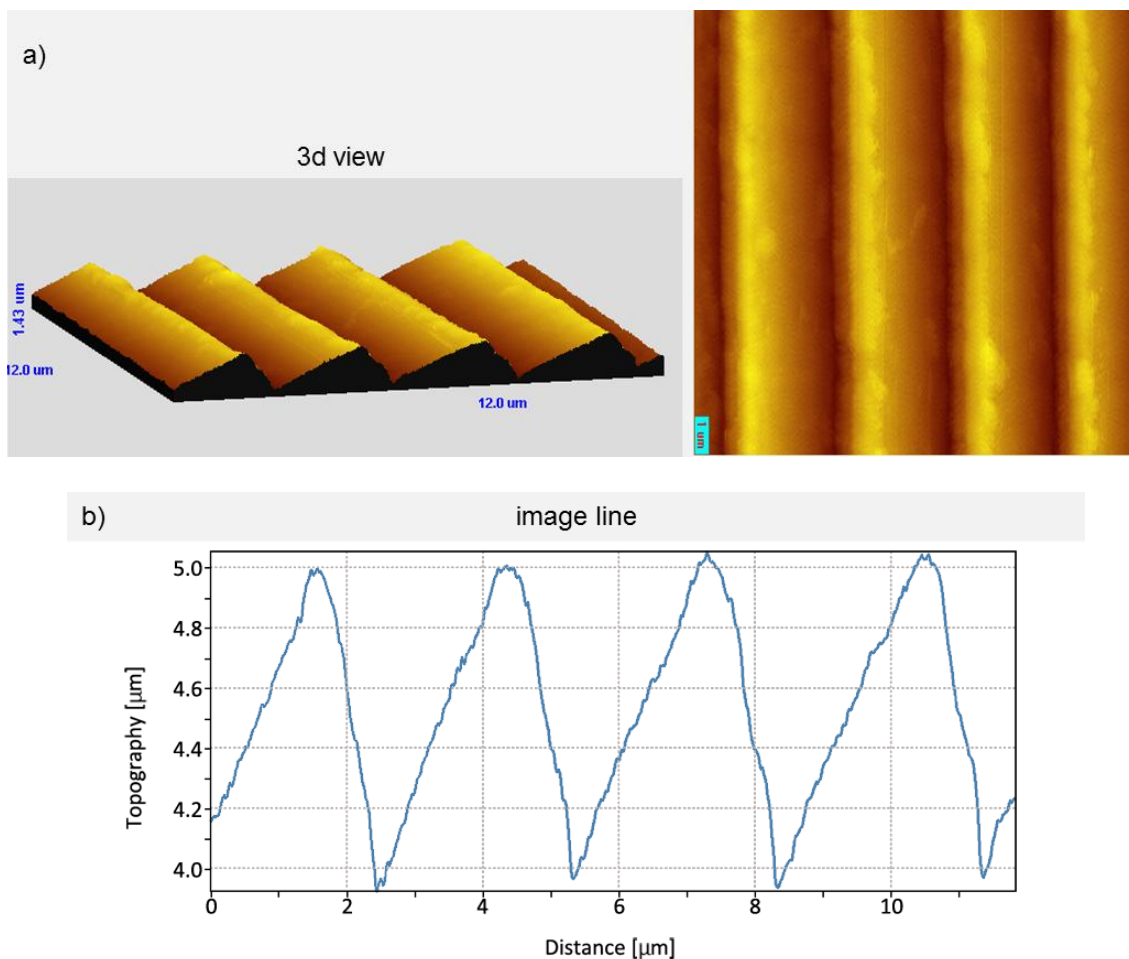 a)
3d view
1.43 um
12.0 um
12.0 um
1 um
b)
image line
5.0
4.8
4.6
4.4
4.2
4.0
Topography [µm]
0 2 4 6 8 10
Distance [µm]